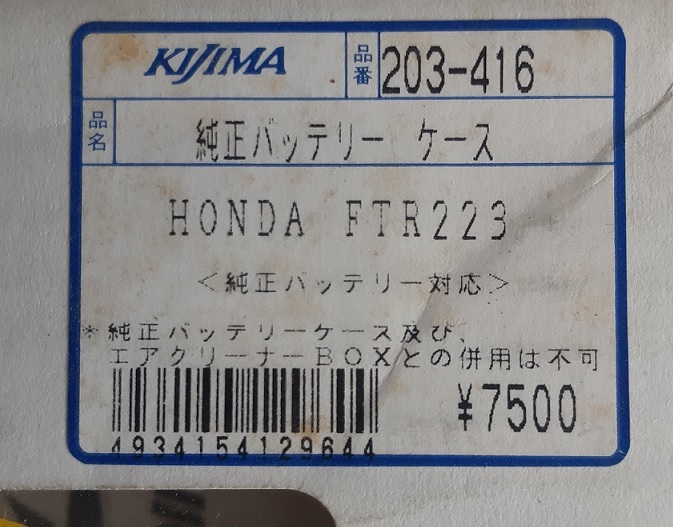 KIJIMA 品番 203-416
品名 純正バッテリー ケース
HONDA FTR223
<純正バッテリー対応>
*純正バッテリーケース及び、
エアクリーナーBOXとの併用は不可
¥7500
4934154129644